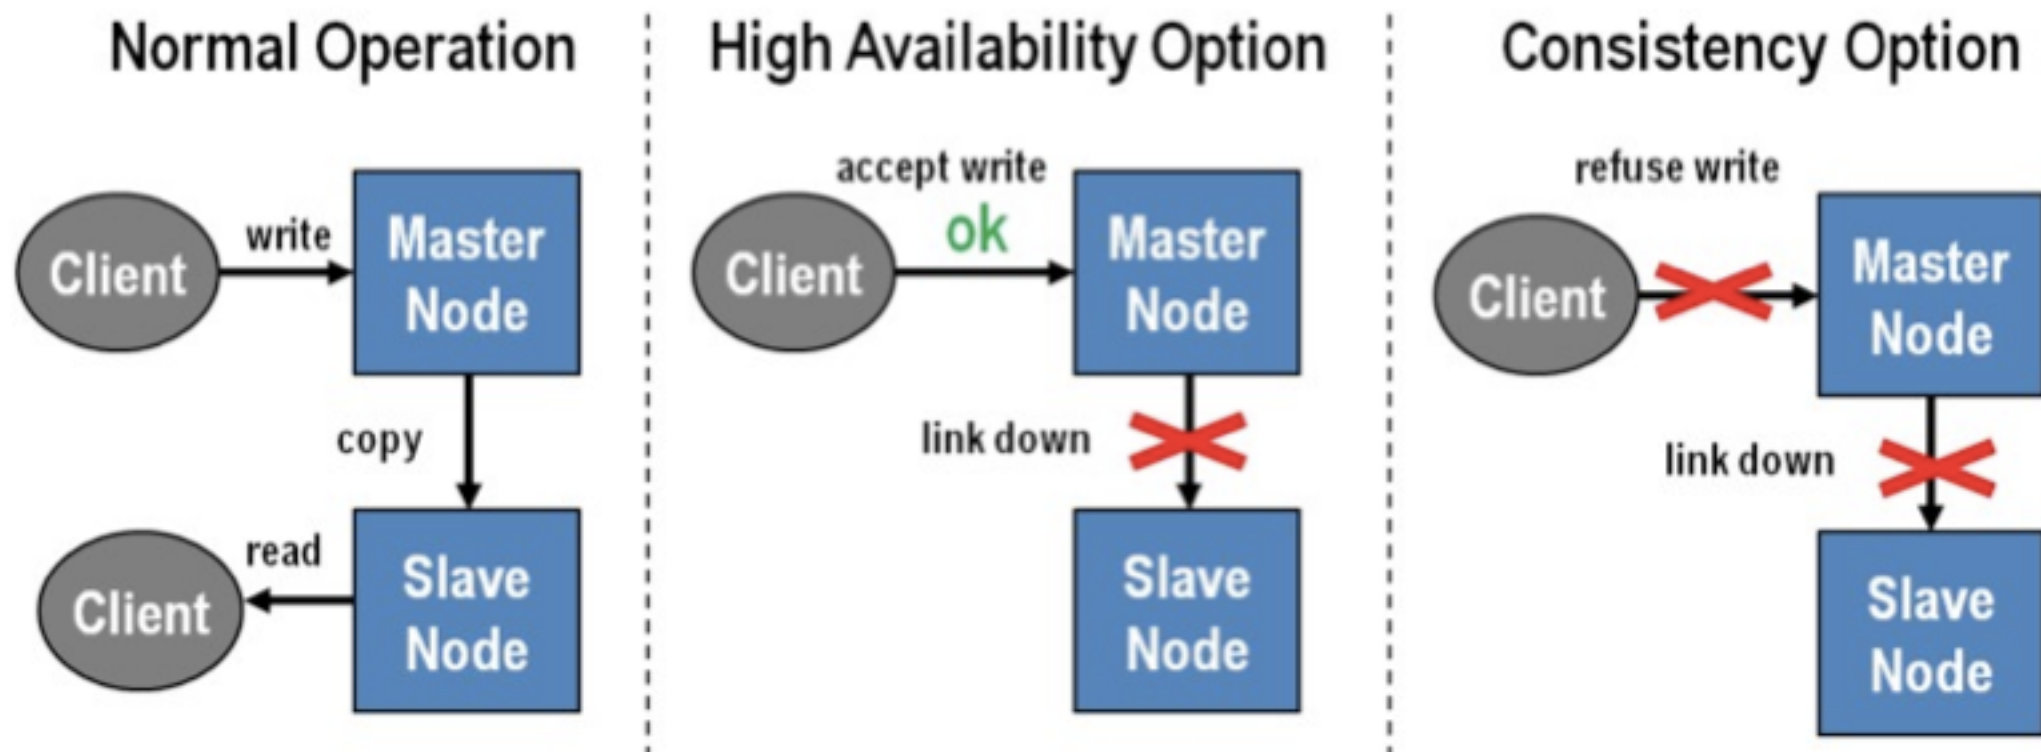 Normal Operation
Client
write
Master
Node
copy
Client
read
Slave
Node
High Availability Option
accept write
ok
Client
Master
Node
link down
Slave
Node
Consistency Option
refuse write
Client
Master
Node
link down
Slave
Node